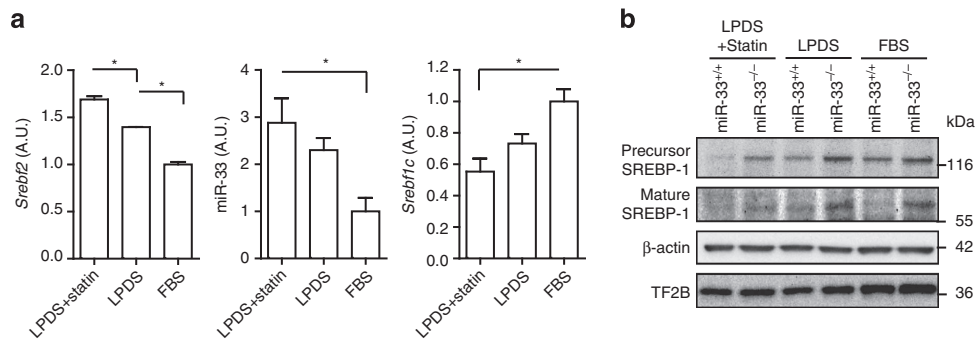 a
2.0
1.5
1.0
0.5
0.0
Srebf2 (A.U.)
*
*
LPDS+statin
LPDS
FBS
4
3
2
1
0
miR-33 (A.U.)
*
LPDS+statin
LPDS
FBS
1.2
1.0
0.8
0.6
0.4
0.2
0.0
Srebf1c (A.U.)
*
LPDS+statin
LPDS
FBS
b
LPDS
+Statin
LPDS
FBS
miR-33+/+
miR-33−/−
miR-33+/+
miR-33−/−
miR-33+/+
miR-33−/−
kDa
Precursor
SREBP-1
116
Mature
SREBP-1
55
β-actin
42
TF2B
36